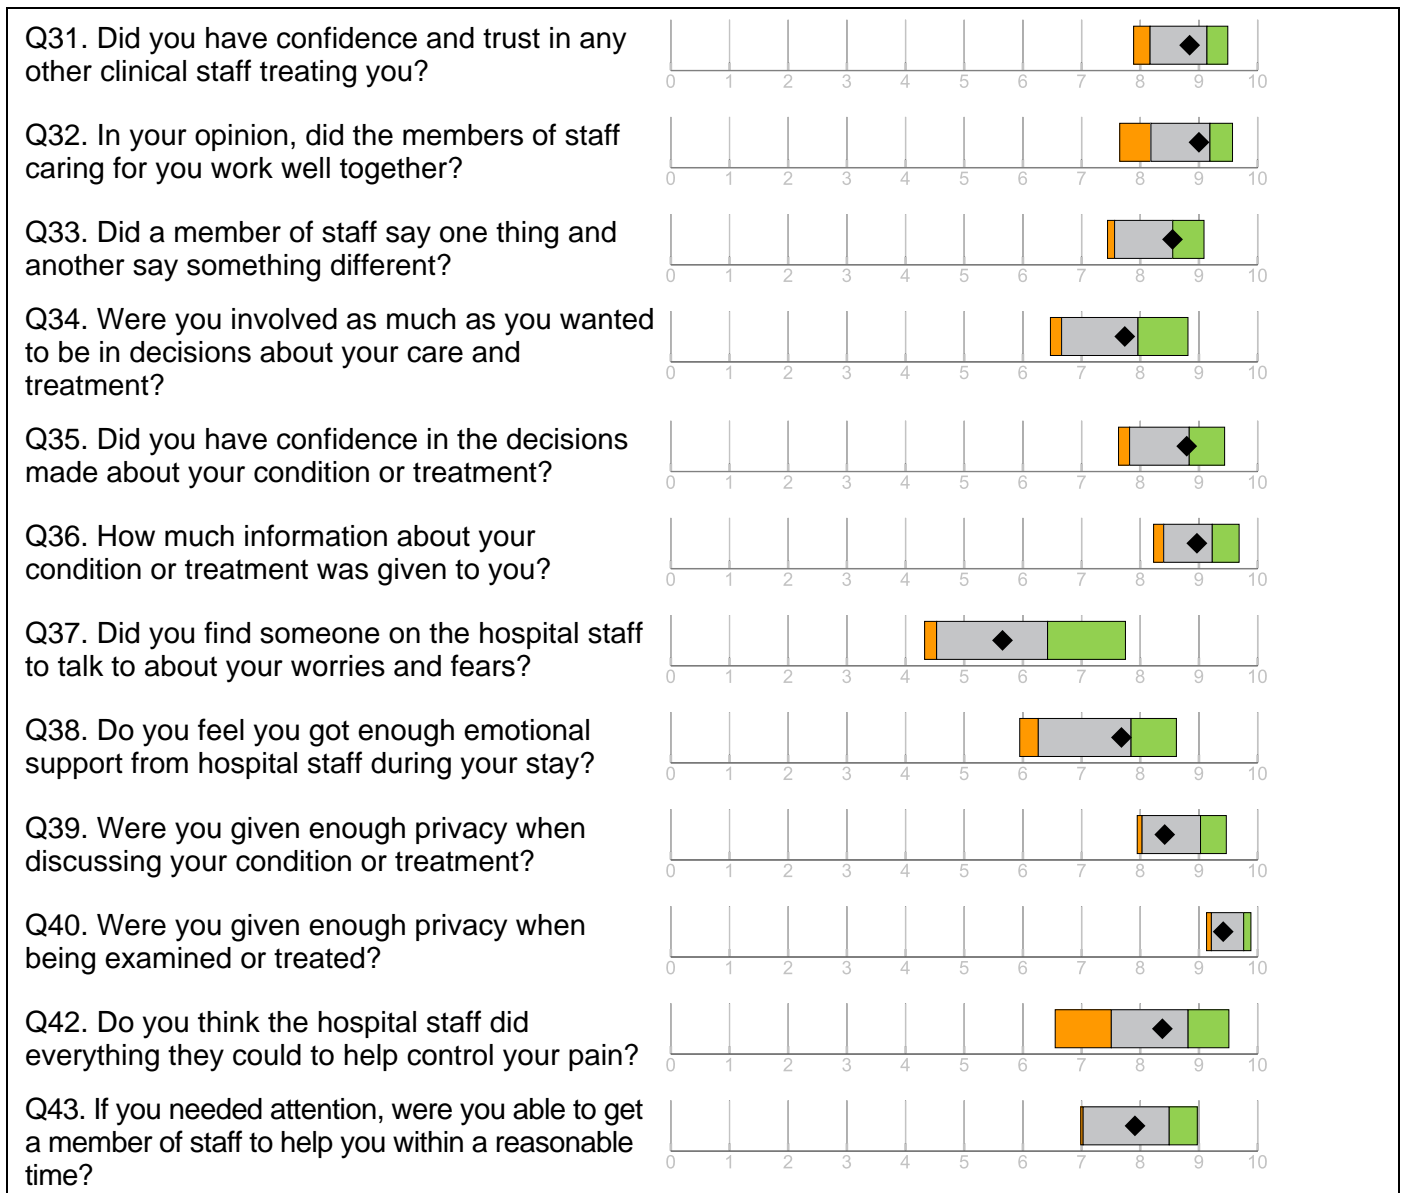 Q31. Did you have confidence and trust in any
other clinical staff treating you?
0 1 2 3 4 5 6 7 8 9 10
Q32. In your opinion, did the members of staff
caring for you work well together?
0 1 2 3 4 5 6 7 8 9 10
Q33. Did a member of staff say one thing and
another say something different?
0 1 2 3 4 5 6 7 8 9 10
Q34. Were you involved as much as you wanted
to be in decisions about your care and
treatment?
0 1 2 3 4 5 6 7 8 9 10
Q35. Did you have confidence in the decisions
made about your condition or treatment?
0 1 2 3 4 5 6 7 8 9 10
Q36. How much information about your
condition or treatment was given to you?
0 1 2 3 4 5 6 7 8 9 10
Q37. Did you find someone on the hospital staff
to talk to about your worries and fears?
0 1 2 3 4 5 6 7 8 9 10
Q38. Do you feel you got enough emotional
support from hospital staff during your stay?
0 1 2 3 4 5 6 7 8 9 10
Q39. Were you given enough privacy when
discussing your condition or treatment?
0 1 2 3 4 5 6 7 8 9 10
Q40. Were you given enough privacy when
being examined or treated?
0 1 2 3 4 5 6 7 8 9 10
Q42. Do you think the hospital staff did
everything they could to help control your pain?
0 1 2 3 4 5 6 7 8 9 10
Q43. If you needed attention, were you able to get
a member of staff to help you within a reasonable
time?
0 1 2 3 4 5 6 7 8 9 10